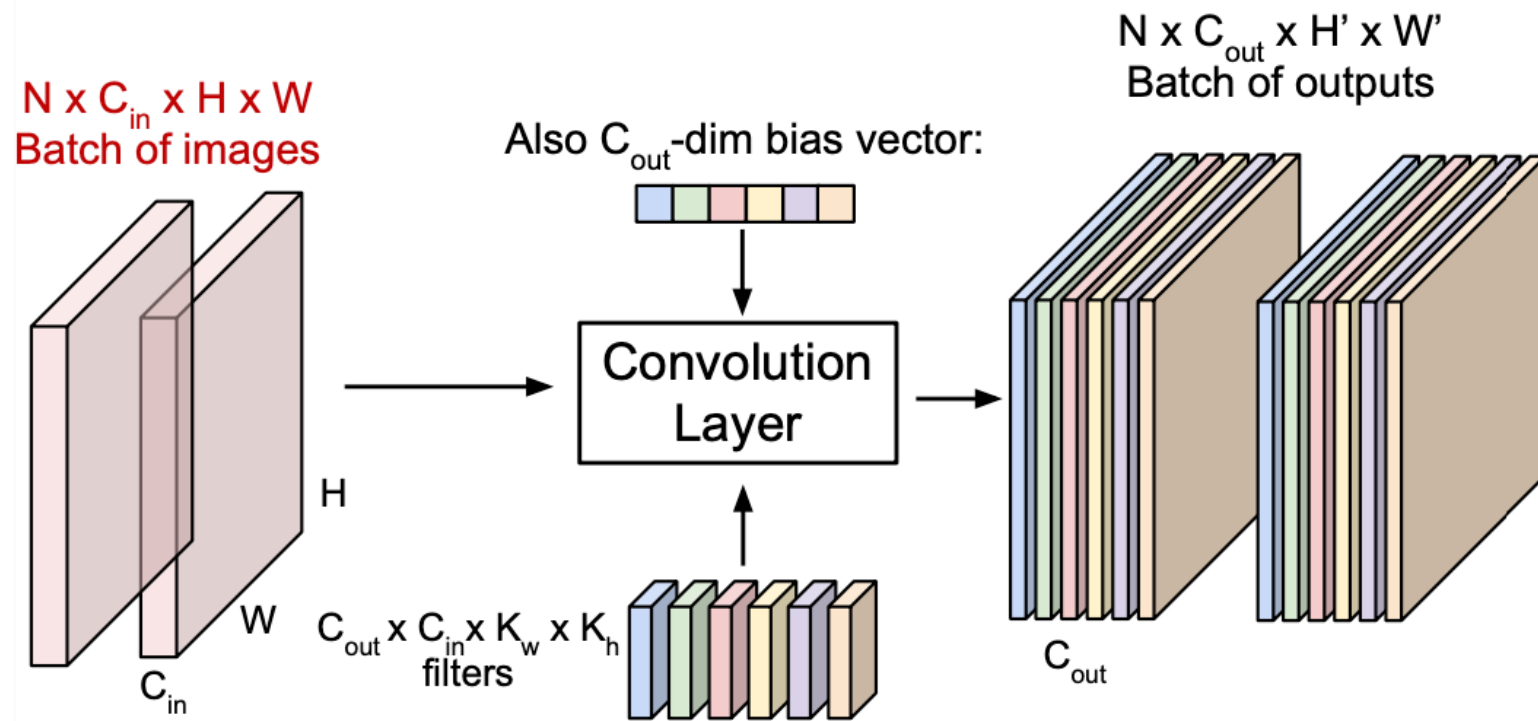 N x C_in x H x W
Batch of images
Also C_out-dim bias vector:
N x C_out x H’ x W’
Batch of outputs
Convolution
Layer
H
W
C_in
C_out x C_in x K_w x K_h
filters
C_out